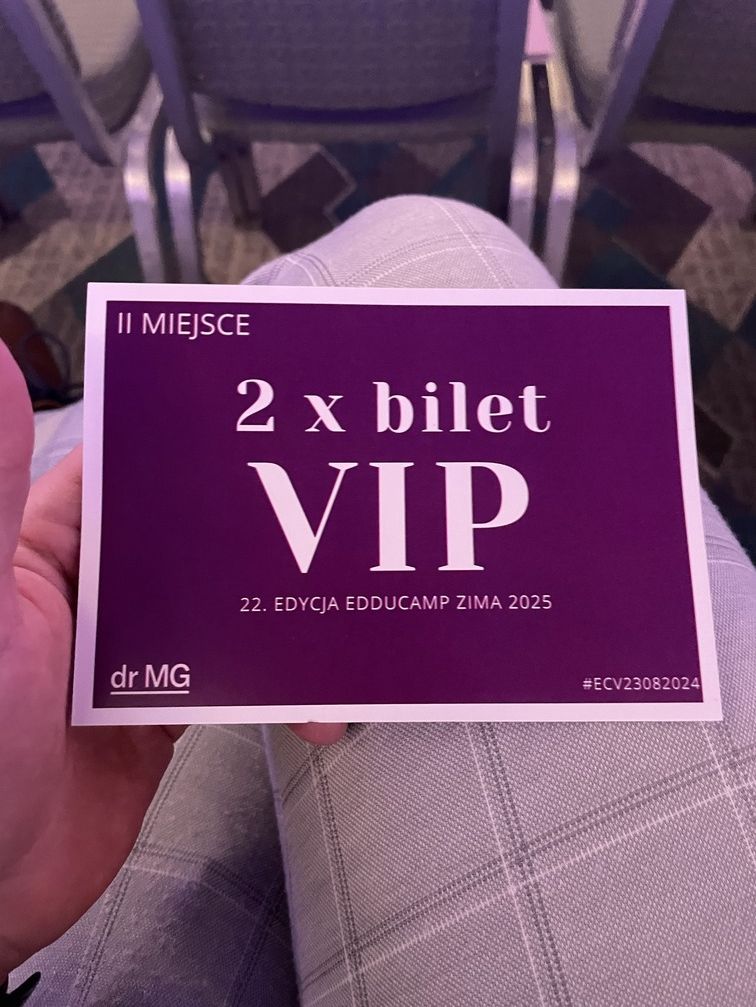 II MIEJSCE
2 x bilet
VIP
22. EDYCJA EDDUCAMP ZIMA 2025
dr MG
#ECV23082024